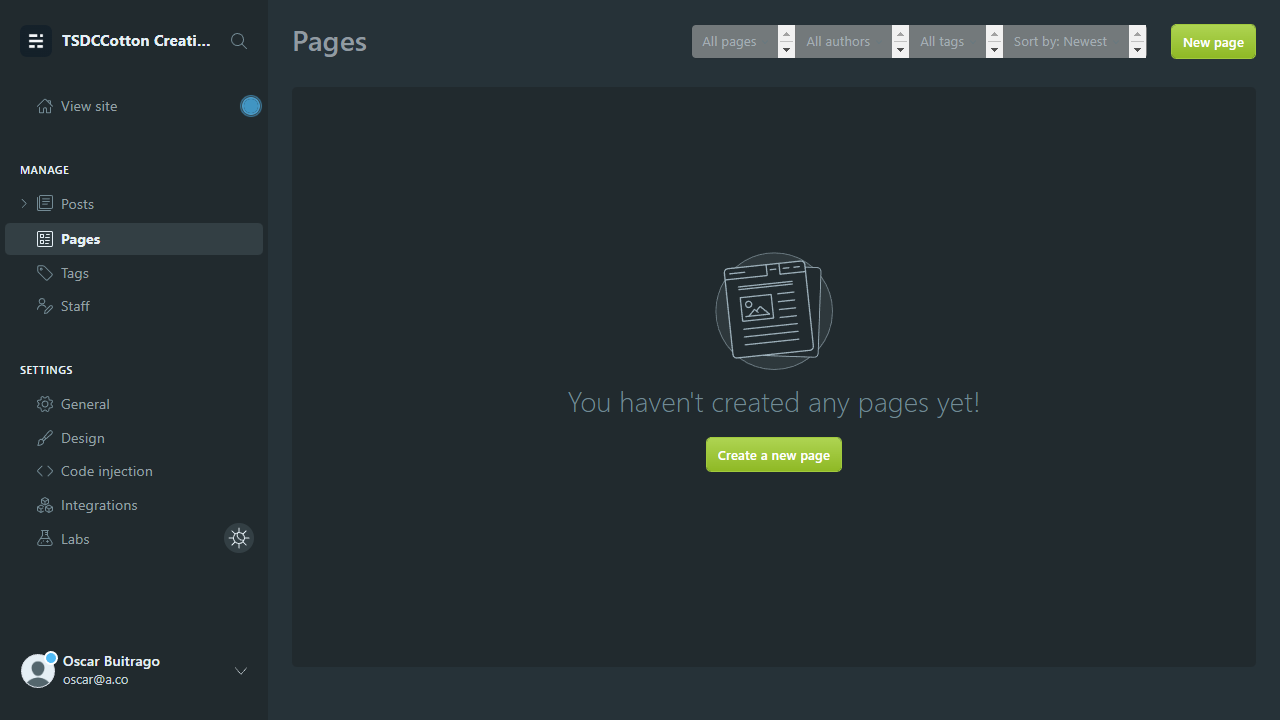 TSDCCotton Creati...
View site
MANAGE
Posts
Pages
Tags
Staff
SETTINGS
General
Design
Code injection
Integrations
Labs
Oscar Buitrago
oscar@a.co
Pages
All pages
All authors
All tags
Sort by: Newest
New page
You haven't created any pages yet!
Create a new page